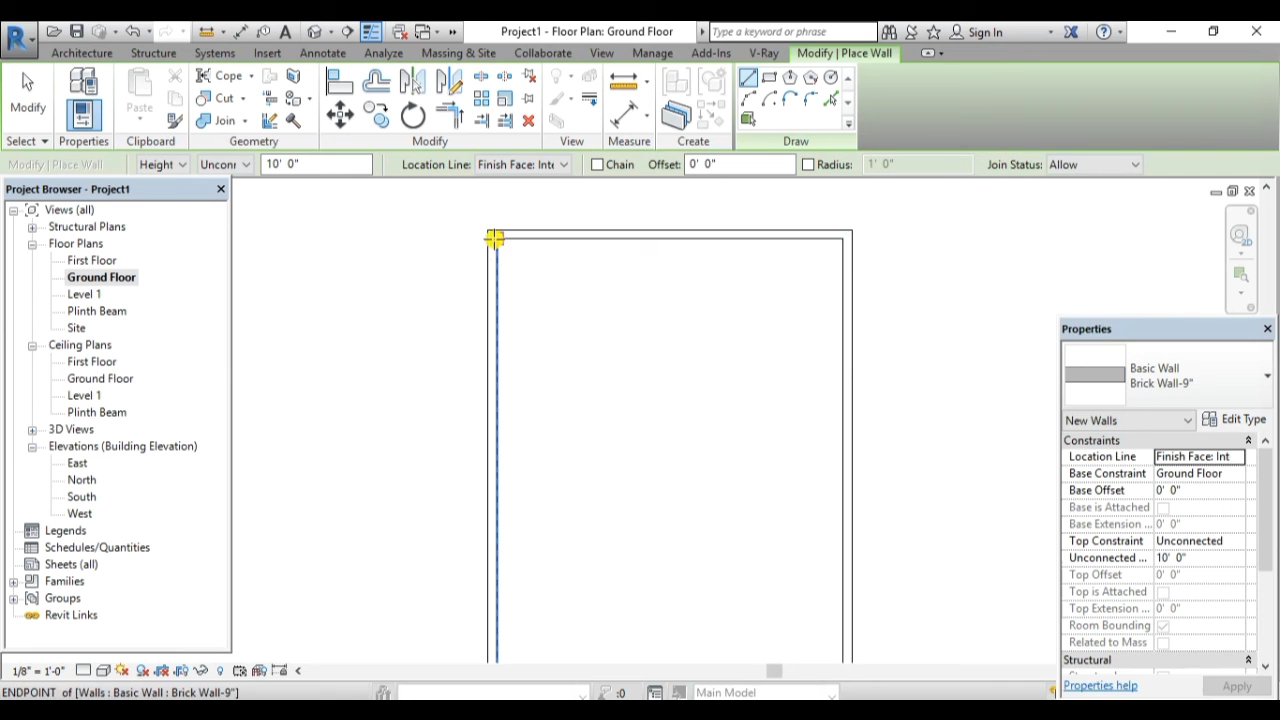 Project1 - Floor Plan: Ground Floor
Type a keyword or phrase
Sign In
Architecture Structure Systems Insert Annotate Analyze Massing & Site Collaborate View Manage Add-Ins V-Ray Modify | Place Wall
Modify
Paste
Cope
Cut
Join
Select Properties Clipboard Geometry Modify View Measure Create Draw
Modify | Place Wall Height Unconr 10' 0" Location Line: Finish Face: Inte Chain Offset: 0' 0" Radius: 1' 0" Join Status: Allow
Project Browser - Project1
Views (all)
Structural Plans
Floor Plans
First Floor
Ground Floor
Level 1
Plinth Beam
Site
Ceiling Plans
First Floor
Ground Floor
Level 1
Plinth Beam
3D Views
Elevations (Building Elevation)
East
North
South
West
Legends
Schedules/Quantities
Sheets (all)
Families
Groups
Revit Links
2D
Properties
Basic Wall
Brick Wall-9"
New Walls Edit Type
Constraints
Location Line Finish Face: Int
Base Constraint Ground Floor
Base Offset 0' 0"
Base is Attached
Base Extension ... 0' 0"
Top Constraint Unconnected
Unconnected ... 10' 0"
Top Offset 0' 0"
Top is Attached
Top Extension ... 0' 0"
Room Bounding
Related to Mass
Structural
Properties help Apply
1/8" = 1'-0"
ENDPOINT of [Walls : Basic Wall : Brick Wall-9"] :0 Main Model